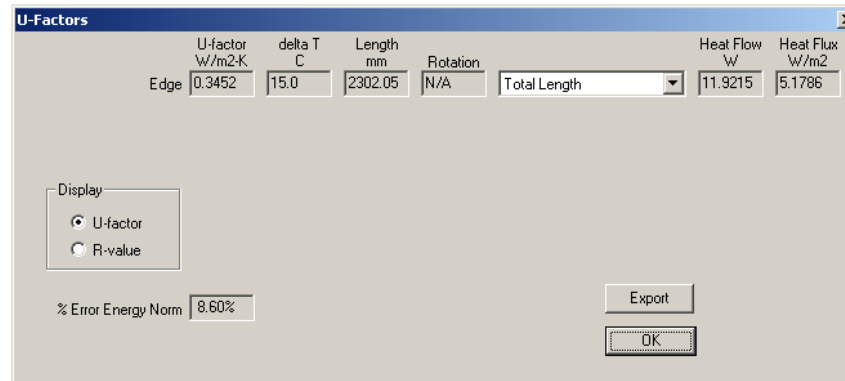 U-Factors
U-factor delta T Length Heat Flow Heat Flux
W/m2-K C mm Rotation W W/m2
Edge 0.3452 15.0 2302.05 N/A Total Length 11.9215 5.1786
Display
U-factor
R-value
% Error Energy Norm 8.60%
Export
OK